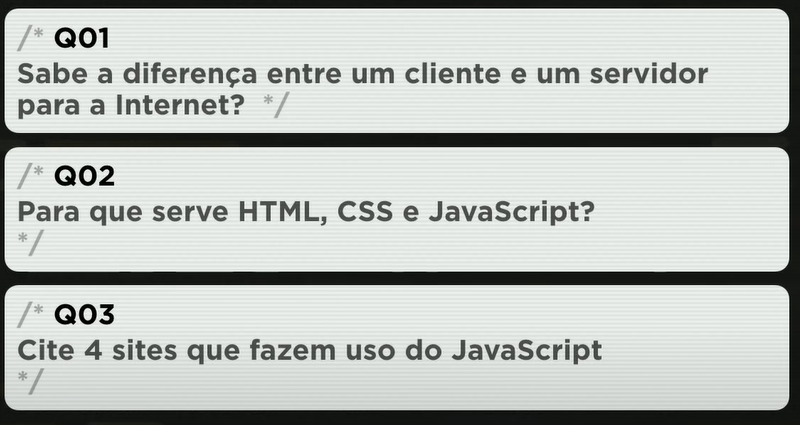 /* Q01
Sabe a diferença entre um cliente e um servidor
para a Internet? */
/* Q02
Para que serve HTML, CSS e JavaScript?
*/
/* Q03
Cite 4 sites que fazem uso do JavaScript
*/